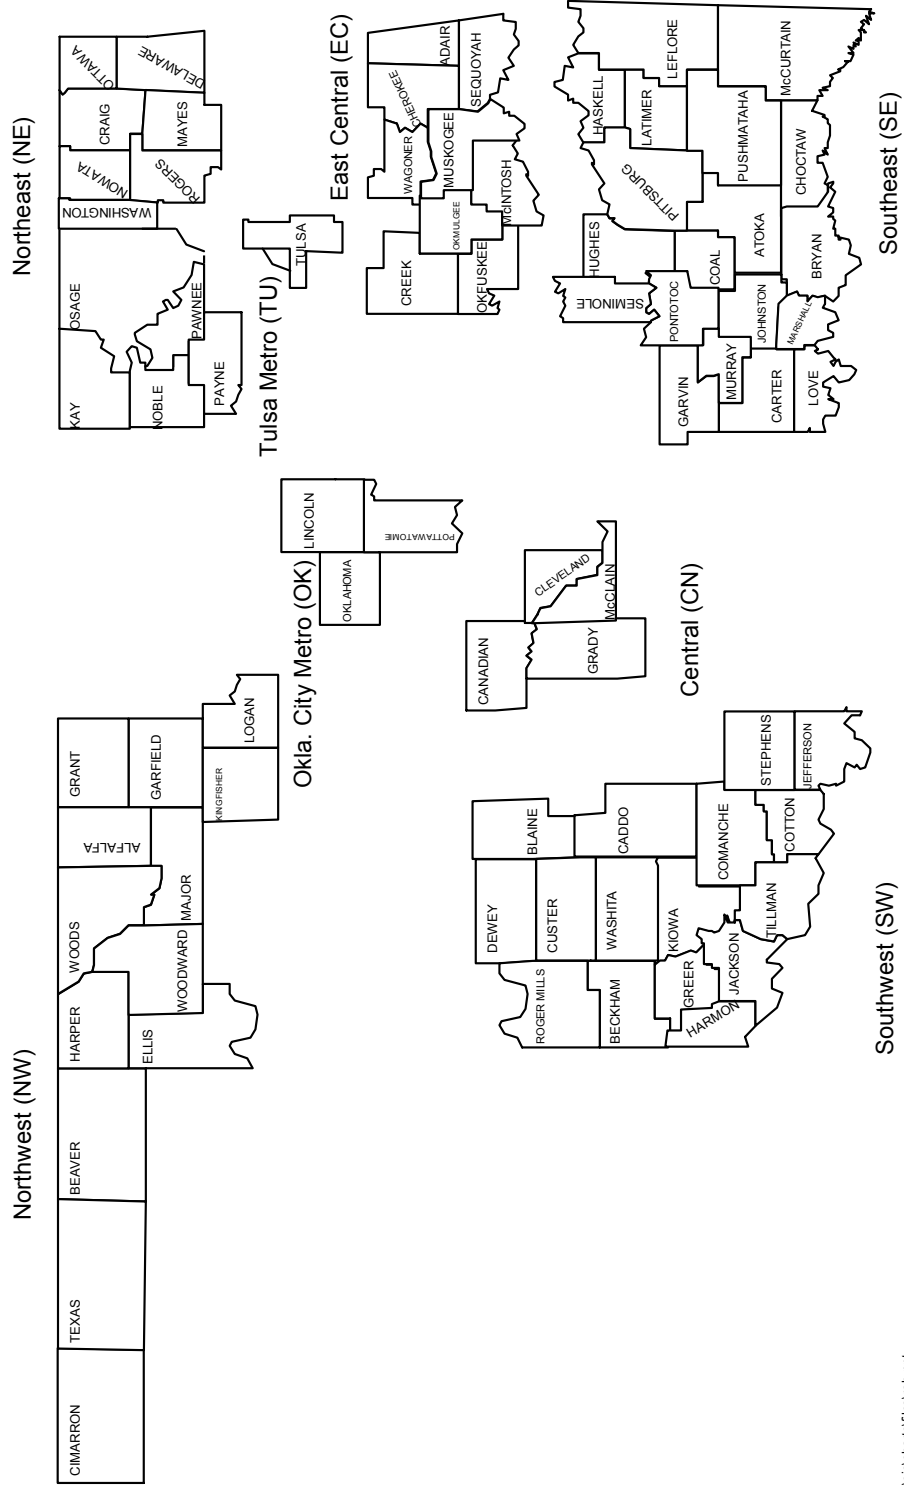 Northwest (NW)
CIMARRON
TEXAS
BEAVER
HARPER
ELLIS
WOODS
WOODWARD
ALFALFA
MAJOR
GRANT
GARFIELD
KINGFISHER
LOGAN
Northeast (NE)
KAY
OSAGE
NOBLE
PAWNEE
PAYNE
WASHINGTON
NOWATA
CRAIG
OTTAWA
ROGERS
MAYES
DELAWARE
Tulsa Metro (TU)
TULSA
Okla. City Metro (OK)
OKLAHOMA
LINCOLN
POTTAWATOME
East Central (EC)
CREEK
OKFUSKEE
OKMULGEE
WAGONER
MUSKOGEE
McINTOSH
CHEROKEE
ADAIR
SEQUOYAH
Central (CN)
CANADIAN
GRADY
CLEVELAND
McCLAIN
Southwest (SW)
ROGER MILLS
DEWEY
BLAINE
CUSTER
BECKHAM
WASHITA
CADDO
GREER
KIOWA
HARMON
JACKSON
COMANCHE
TILLMAN
COTTON
STEPHENS
JEFFERSON
Southeast (SE)
SEMINOLE
HUGHES
PITTSBURG
HASKELL
LATIMER
LEFLORE
GARVIN
PONTOTOC
COAL
MURRAY
JOHNSTON
ATOKA
PUSHMATAHA
McCURTAIN
CARTER
LOVE
MARSHALL
BRYAN
CHOCTAW